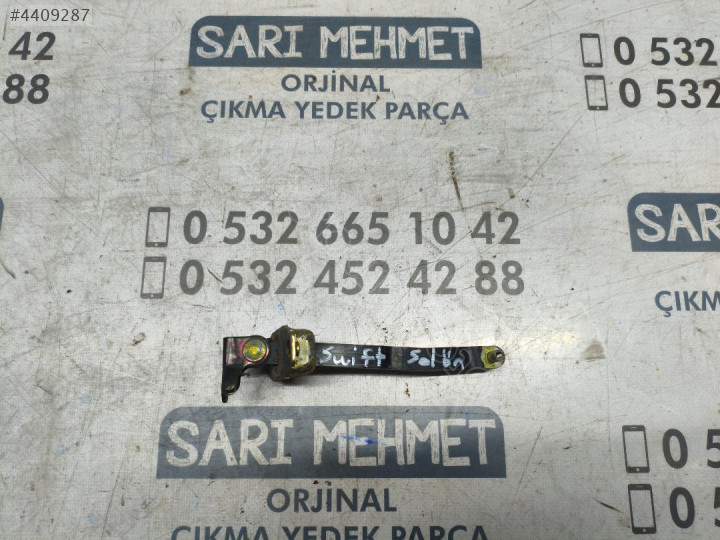 #4409287
42
88
SARI MEHMET
ORJİNAL
ÇIKMA YEDEK PARÇA
0 532
0 532
0 532 665 10 42
0 532 452 42 88
SARI
ÇIKMA
Swift Sol ön
SARI MEHMET
ORJİNAL
ÇIKMA YEDEK PARÇA
0 5
0 5